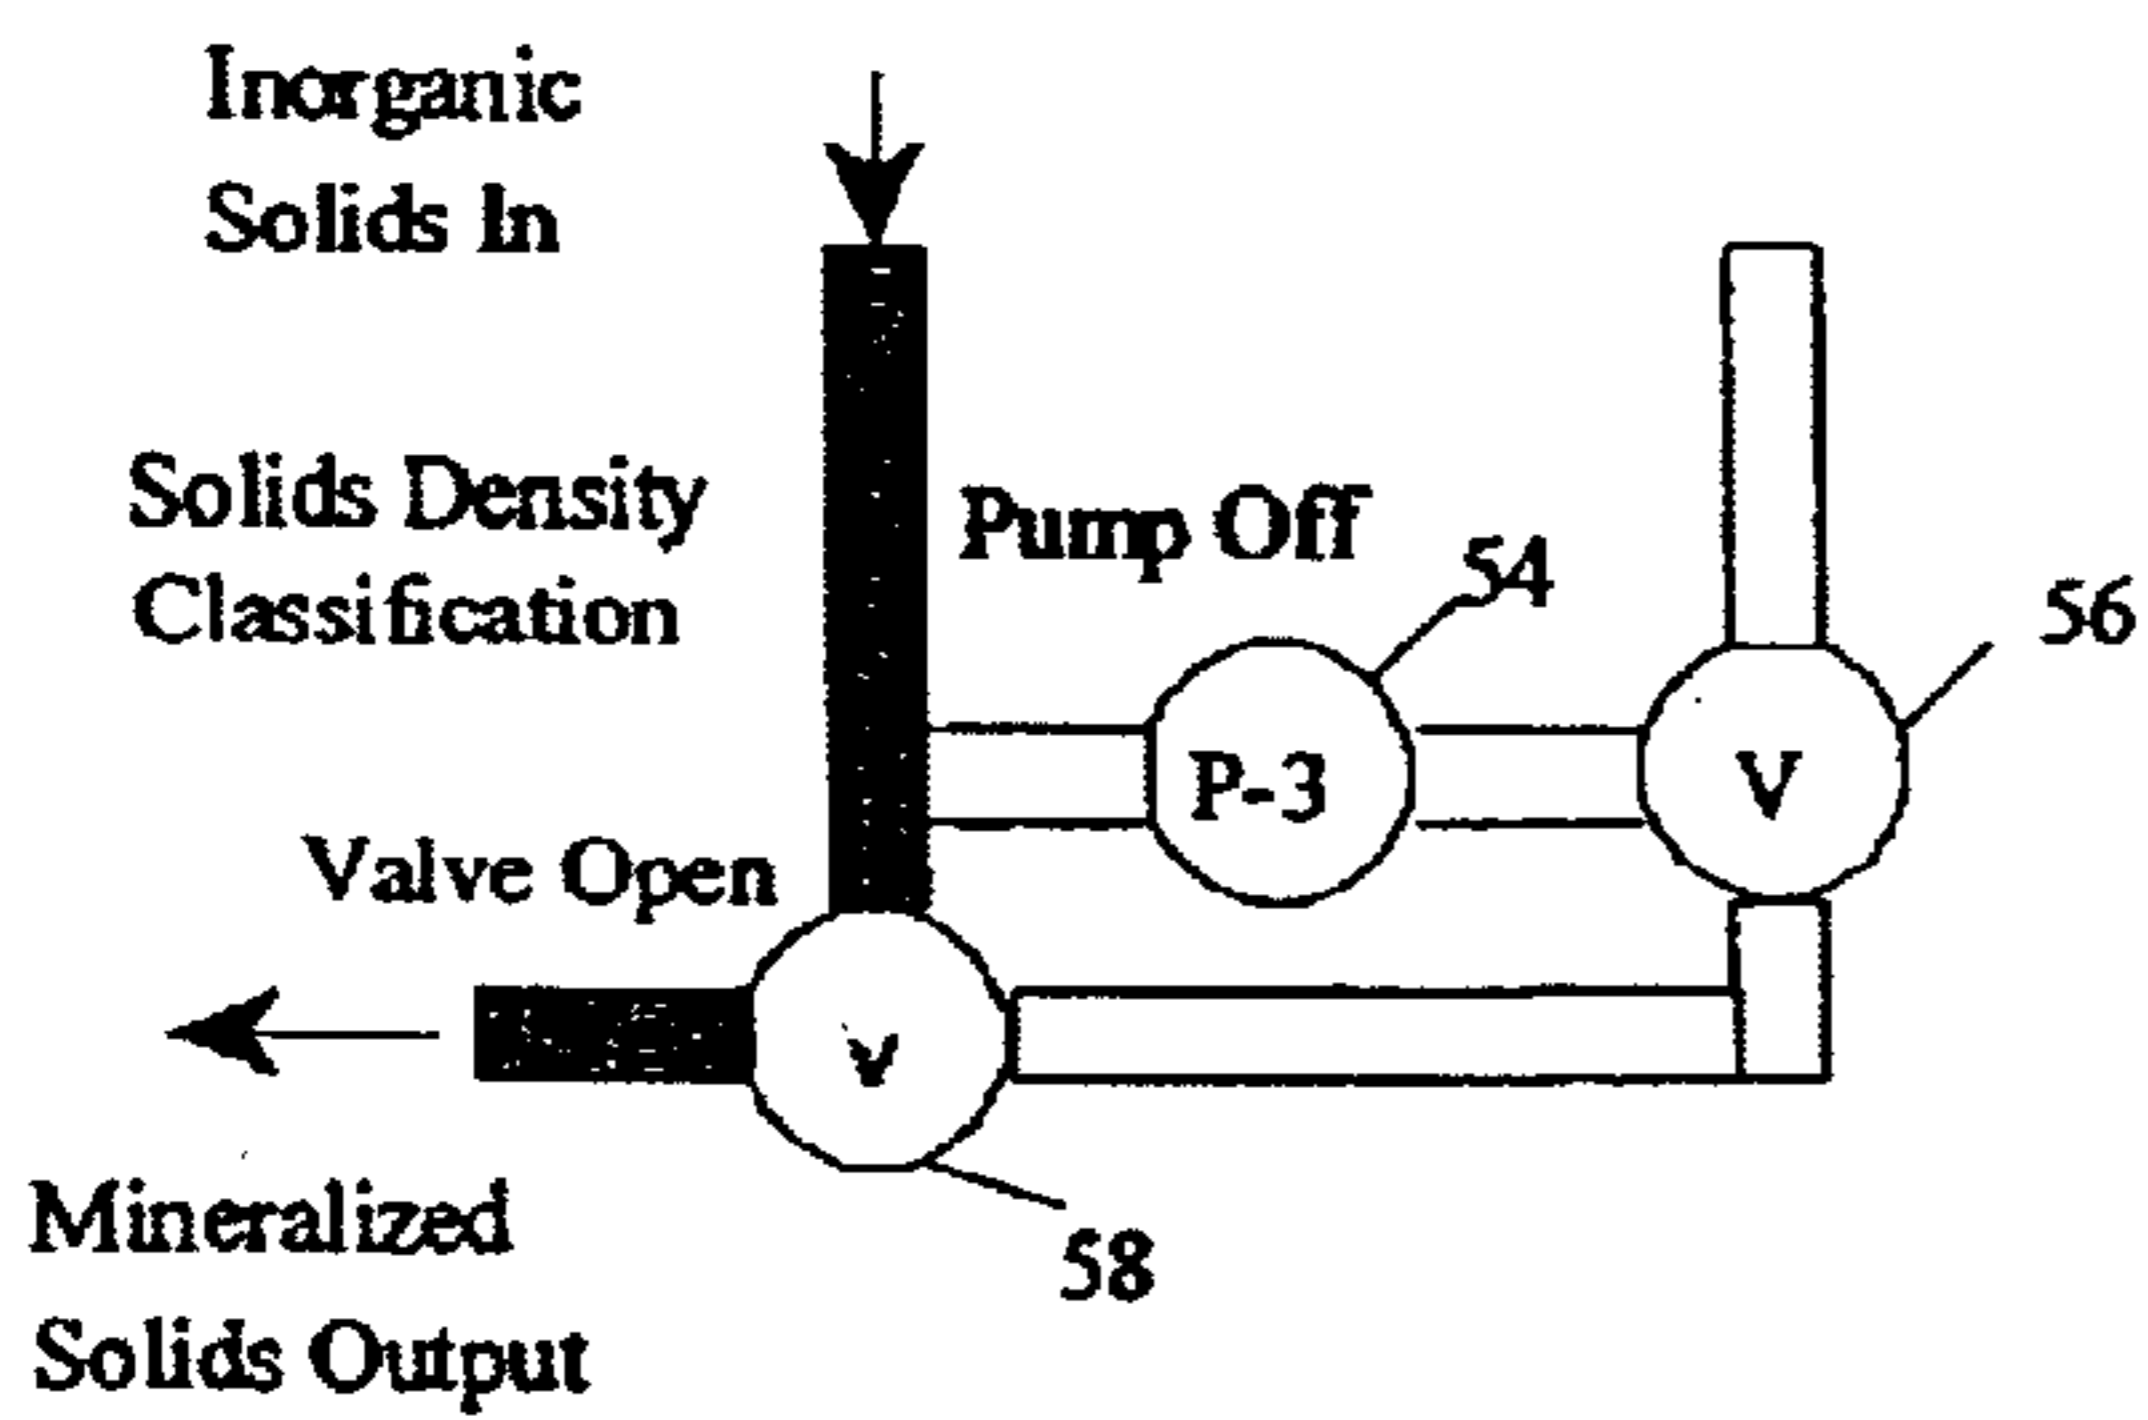 Inorganic
Solids In
Solids Density
Classification
Pump Off
54
56
P-3
V
Valve Open
V
58
Mineralized
Solids Output